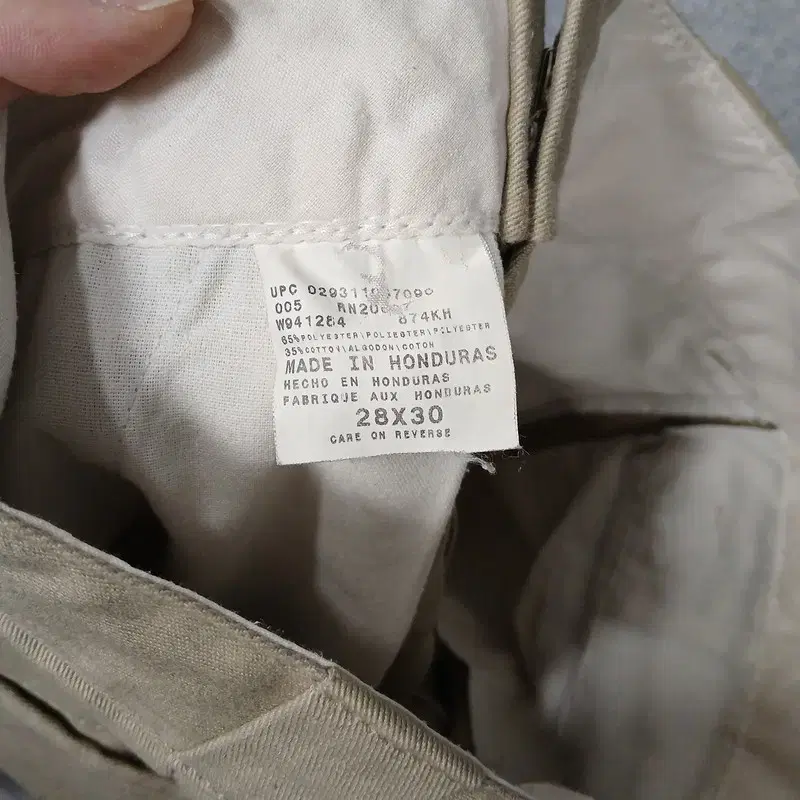 UPC
005
W941284 874KH
65%POLYESTER\POLIESTER\POLYESTER
35%COTTON\ALGODON\COTON
MADE IN HONDURAS
HECHO EN HONDURAS
FABRIQUE AUX HONDURAS
28X30
CARE ON REVERSE